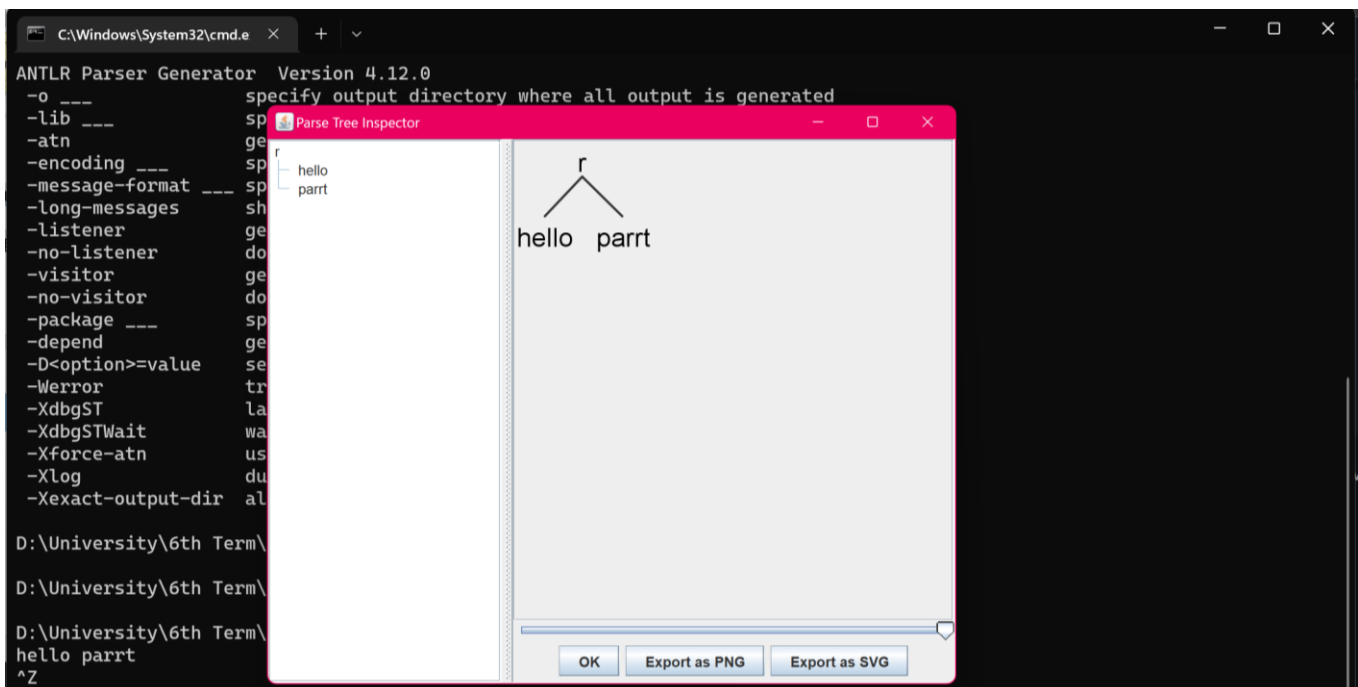 C:\Windows\System32\cmd.e
ANTLR Parser Generator Version 4.12.0
-o ___ specify output directory where all output is generated
-lib ___ sp
-atn ge
-encoding ___ sp
-message-format ___ sp
-long-messages sh
-listener ge
-no-listener do
-visitor ge
-no-visitor do
-package ___ sp
-depend ge
-D<option>=value se
-Werror tr
-XdbgST la
-XdbgSTWait wa
-Xforce-atn us
-Xlog du
-Xexact-output-dir al
D:\University\6th Term\
D:\University\6th Term\
D:\University\6th Term\
hello parrt
^Z
Parse Tree Inspector
r
hello
parrt
r
hello parrt
OK Export as PNG Export as SVG